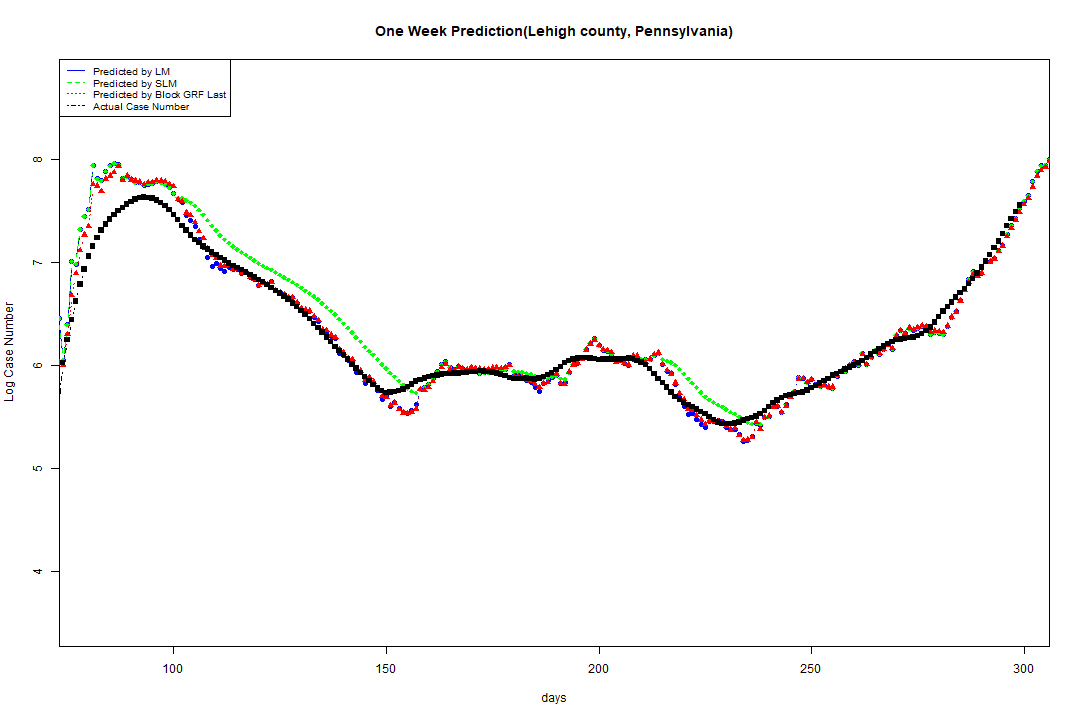 One Week Prediction(Lehigh county, Pennsylvania)
Predicted by LM
Predicted by SLM
Predicted by Block GRF Last
Actual Case Number
8
7
6
5
4
Log Case Number
100 150 200 250 300
days